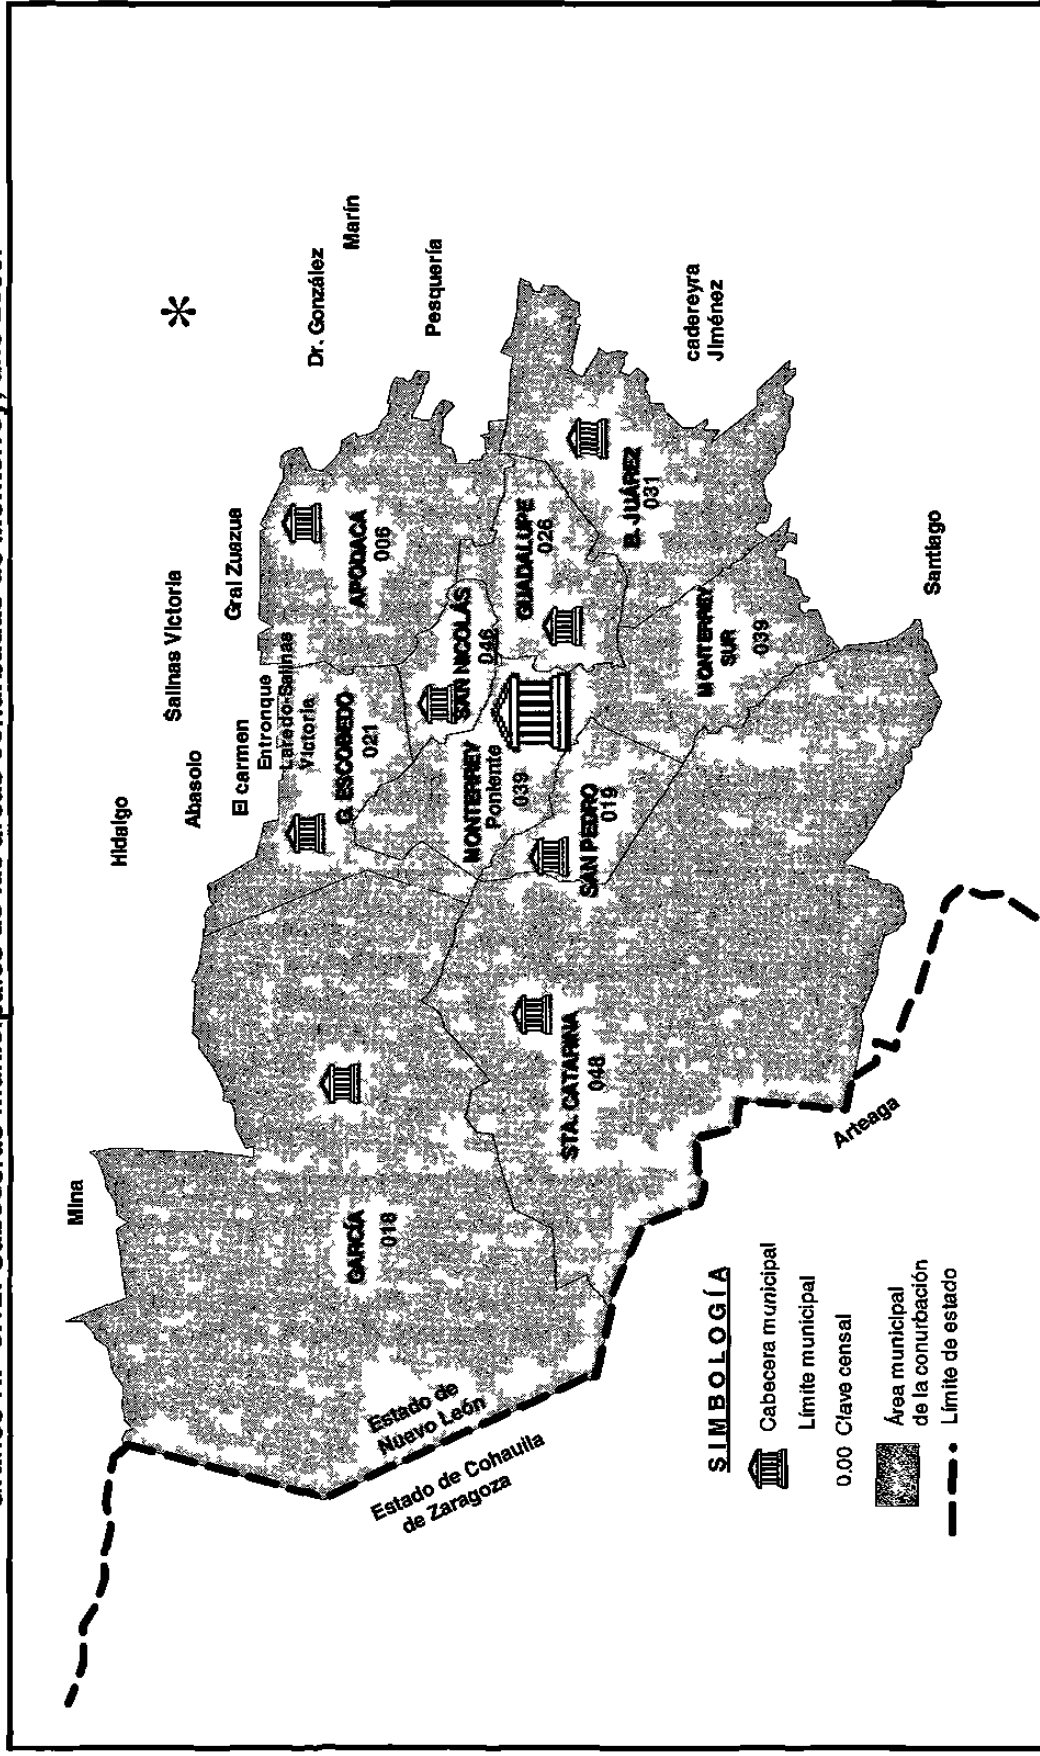 Mina
Hidalgo
Salinas Victoria
Abasolo
El carmen
Gral Zuazua
Entronque
Laredo-Salinas
Victoria
Dr. González
Marín
Pesquería
GARCÍA
018
G. ESCOBEDO
021
APODACA
006
SAN NICOLÁS
046
MONTERREY
Poniente
039
GUADALUPE
026
STA. CATARINA
048
SAN PEDRO
019
B. JUÁREZ
031
MONTERREY
SUR
039
cadereyra
Jiménez
Santiago
Arteaga
Estado de
Nuevo León
Estado de Cohauila
de Zaragoza
SIMBOLOGÍA
Cabecera municipal
Límite municipal
0.00 Clave censal
Área municipal
de la conurbación
Límite de estado